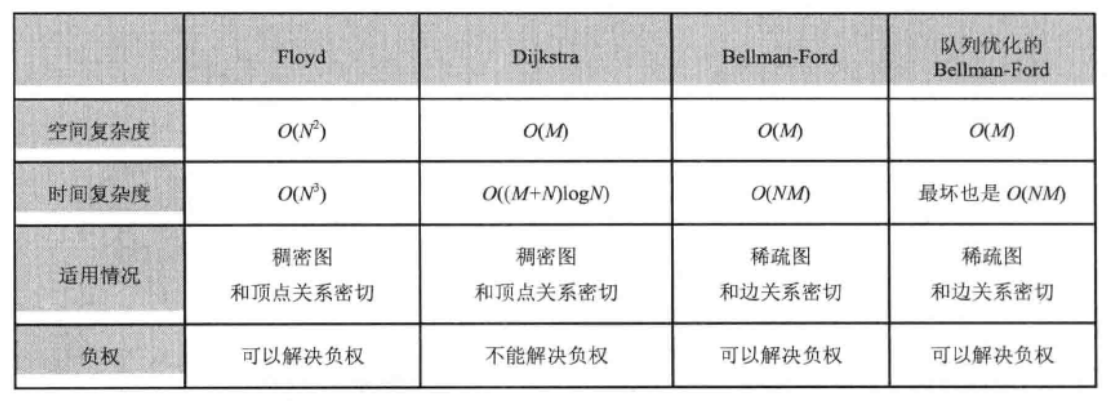 Floyd
Dijkstra
Bellman-Ford
队列优化的
Bellman-Ford
空间复杂度
O(N²)
O(M)
O(M)
O(M)
时间复杂度
O(N³)
O((M+N)logN)
O(NM)
最坏也是 O(NM)
适用情况
稠密图
和顶点关系密切
稠密图
和顶点关系密切
稀疏图
和边关系密切
稀疏图
和边关系密切
负权
可以解决负权
不能解决负权
可以解决负权
可以解决负权